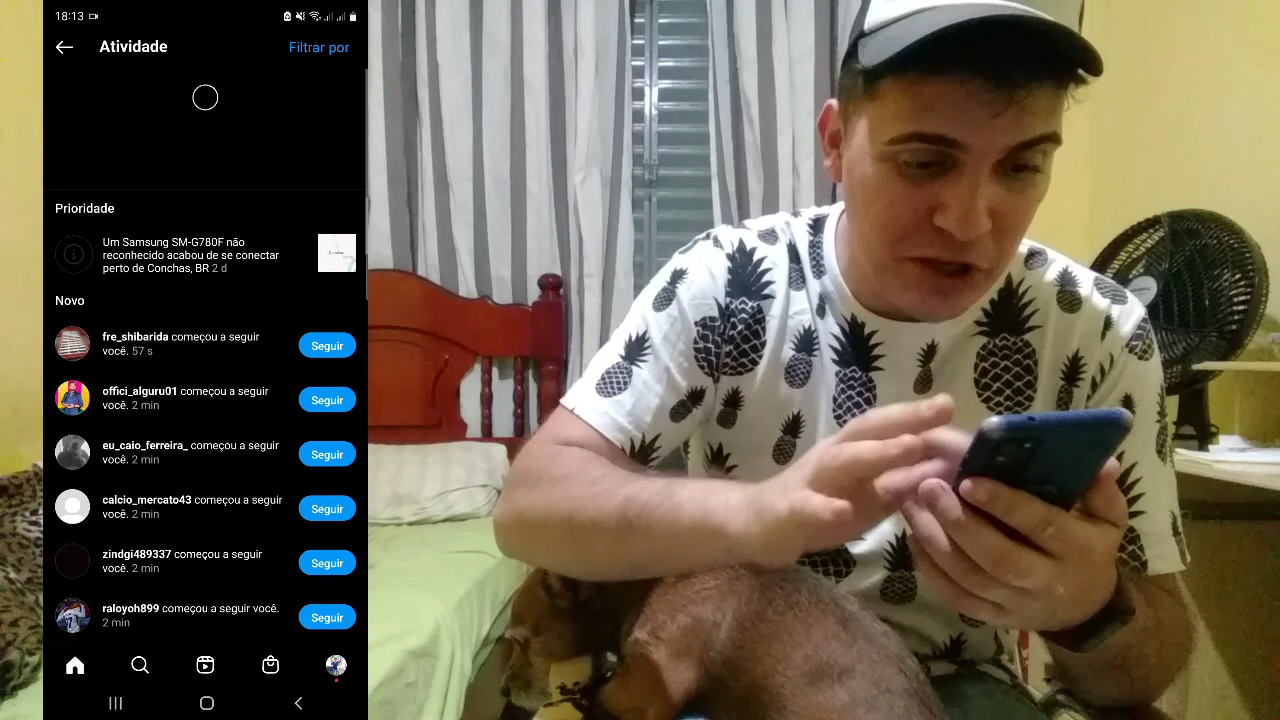 18:13
Atividade
Filtrar por
Prioridade
Um Samsung SM-G780F não
reconhecido acabou de se conectar
perto de Conchas, BR 2 d
Novo
fre_shibarida começou a seguir
você. 57 s
Seguir
offici_alguru01 começou a seguir
você. 2 min
Seguir
eu_caio_ferreira_ começou a seguir
você. 2 min
Seguir
calcio_mercato43 começou a seguir
você. 2 min
Seguir
zindgi489337 começou a seguir
você. 2 min
Seguir
raloyoh899 começou a seguir você.
2 min
Seguir